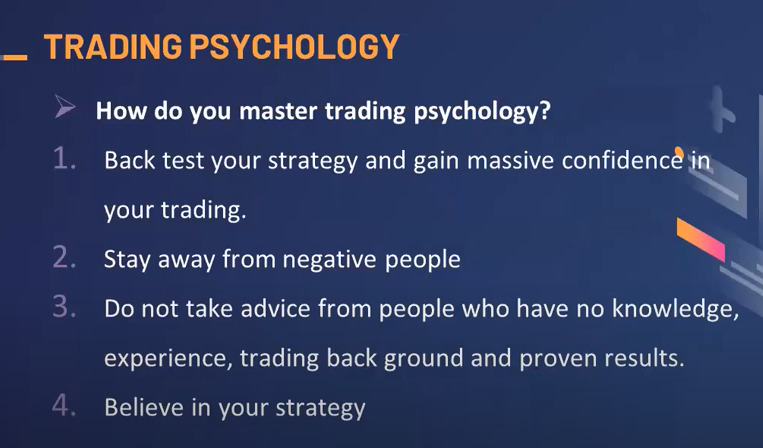 TRADING PSYCHOLOGY
How do you master trading psychology?
1. Back test your strategy and gain massive confidence in
your trading.
2. Stay away from negative people
3. Do not take advice from people who have no knowledge,
experience, trading back ground and proven results.
4. Believe in your strategy